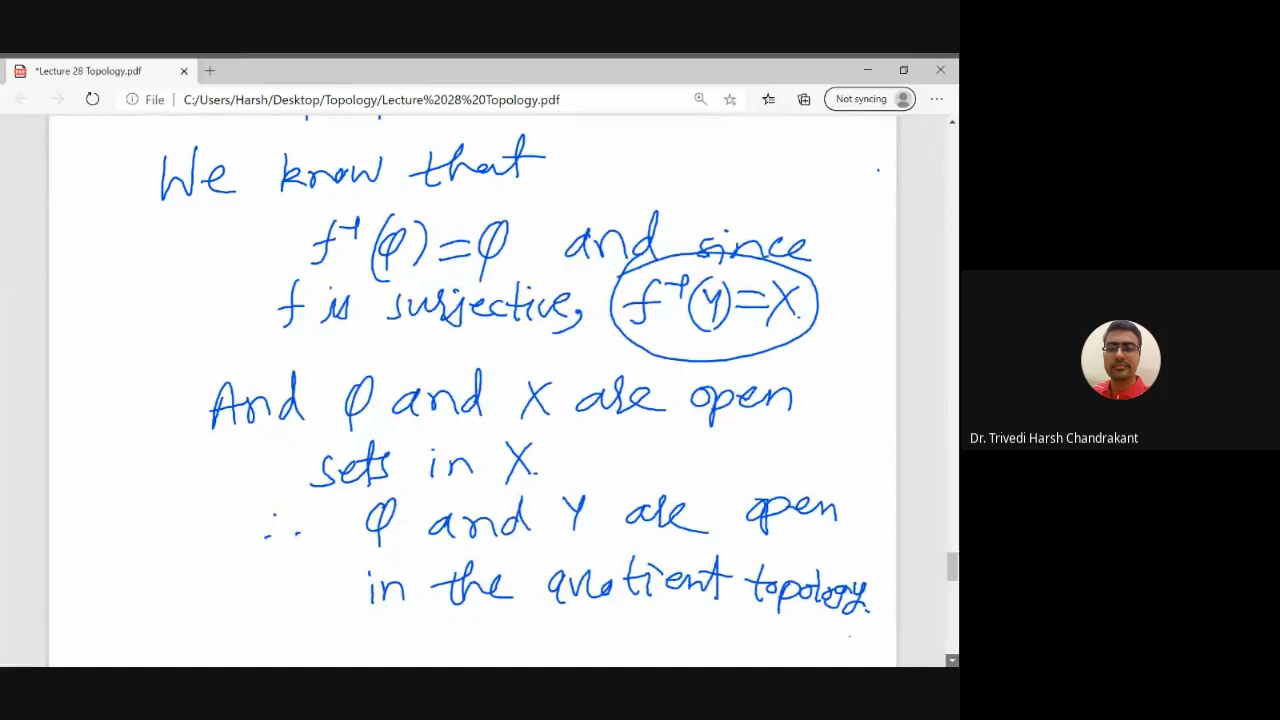 *Lecture 28 Topology.pdf
File | C:/Users/Harsh/Desktop/Topology/Lecture%2028%20Topology.pdf
Not syncing
We know that
f⁻¹(φ) = φ and since
f is surjective, f⁻¹(Y) = X.
And φ and X are open
sets in X.
∴ φ and Y are open
in the quotient topology.
Dr. Trivedi Harsh Chandrakant